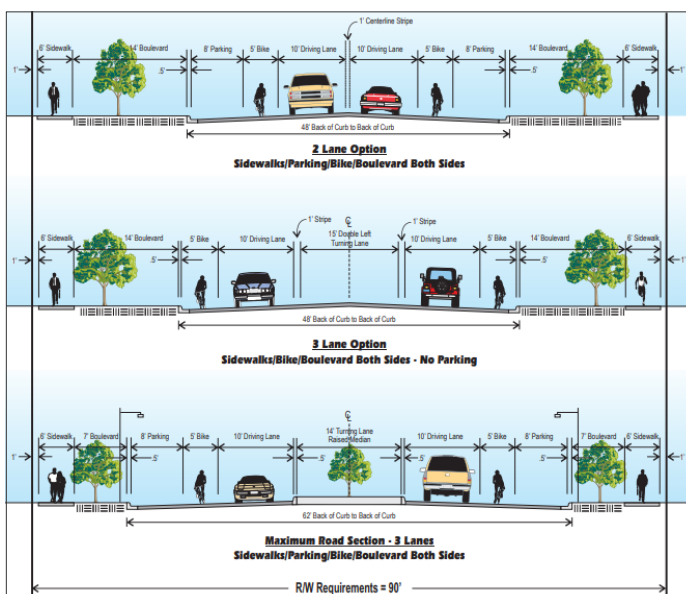 1' Centerline Stripe
6' Sidewalk 14' Boulevard 8' Parking 5' Bike 10' Driving Lane 10' Driving Lane 5' Bike 8' Parking 14' Boulevard 6' Sidewalk
1' .5' .5' 1'
48' Back of Curb to Back of Curb
2 Lane Option
Sidewalks/Parking/Bike/Boulevard Both Sides
1' Stripe ℄ 1' Stripe
6' Sidewalk 14' Boulevard 5' Bike 10' Driving Lane 15' Double Left 10' Driving Lane 5' Bike 14' Boulevard 6' Sidewalk
Turning Lane
1' .5' .5' 1'
48' Back of Curb to Back of Curb
3 Lane Option
Sidewalks/Bike/Boulevard Both Sides - No Parking
℄
6' Sidewalk 7' Boulevard 8' Parking 5' Bike 10' Driving Lane 14' Turning Lane 10' Driving Lane 5' Bike 8' Parking 7' Boulevard 6' Sidewalk
Raised Median
1' .5' .5' .5' .5' 1'
62' Back of Curb to Back of Curb
Maximum Road Section - 3 Lanes
Sidewalks/Parking/Bike/Boulevard Both Sides
R/W Requirements = 90'